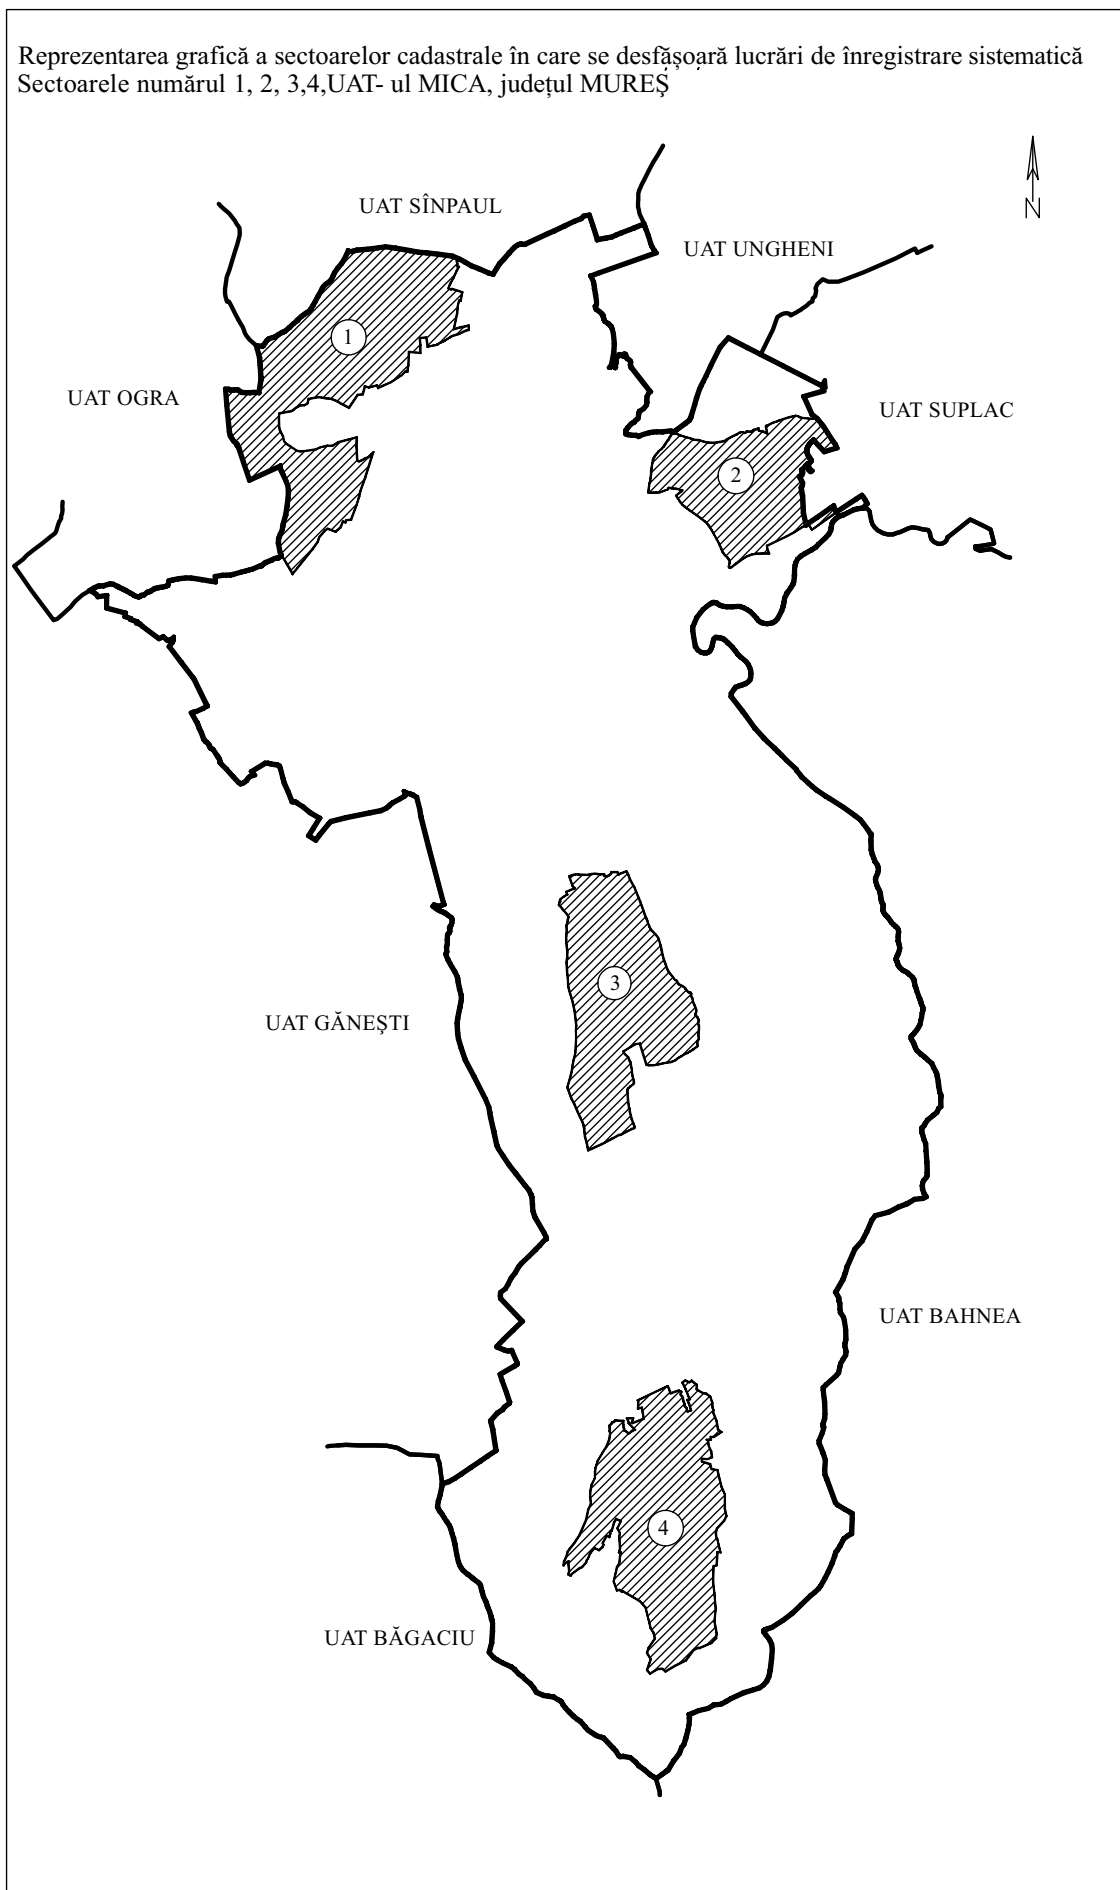 Reprezentarea grafică a sectoarelor cadastrale în care se desfășoară lucrări de înregistrare sistematică
Sectoarele numărul 1, 2, 3,4,UAT- ul MICA, județul MUREŞ
UAT SÎNPAUL
N
UAT UNGHENI
1
UAT OGRA
UAT SUPLAC
2
3
UAT GĂNEŞTI
UAT BAHNEA
4
UAT BĂGACIU